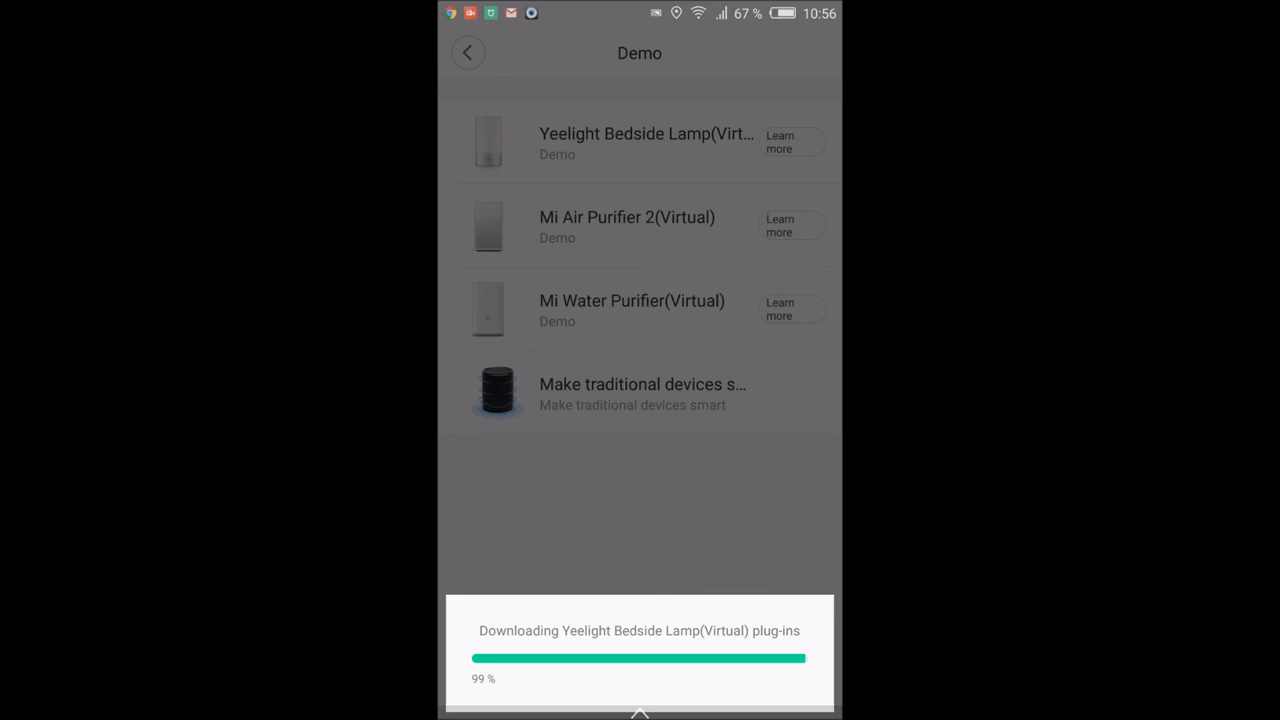 67 % 10:56
Demo
Yeelight Bedside Lamp(Virt...
Demo
Learn
more
Mi Air Purifier 2(Virtual)
Demo
Learn
more
Mi Water Purifier(Virtual)
Demo
Learn
more
Make traditional devices s...
Make traditional devices smart
Downloading Yeelight Bedside Lamp(Virtual) plug-ins
99 %